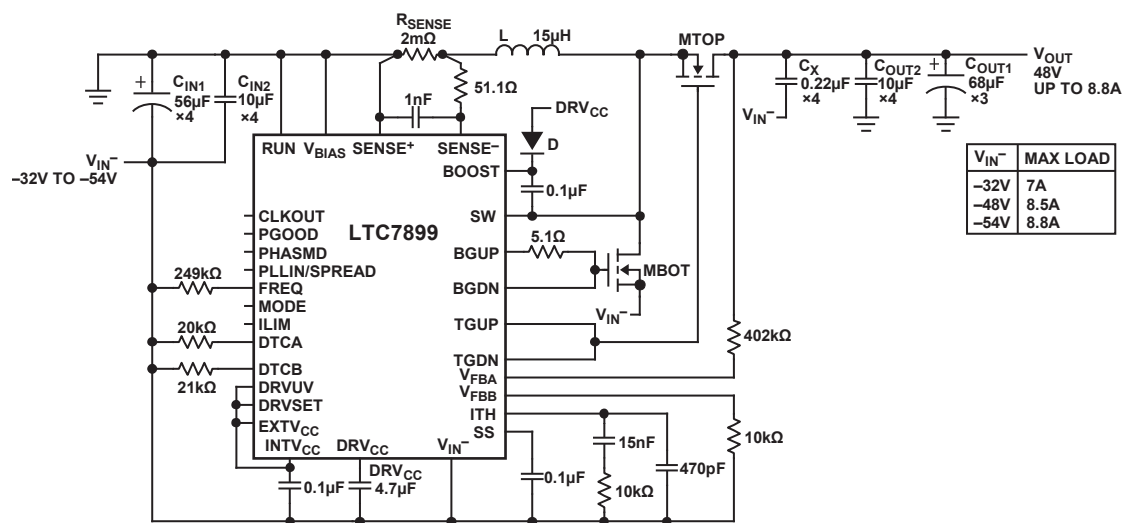 RSENSE
2mΩ
L 15µH
MTOP
VOUT
48V
UP TO 8.8A
+
CIN1
56µF
×4
CIN2
10µF
×4
VIN–
–32V TO –54V
1nF
51.1Ω
DRVCC
D
0.1µF
CX
0.22µF
×4
VIN–
COUT2
10µF
×4
+
COUT1
68µF
×3
VIN– MAX LOAD
–32V 7A
–48V 8.5A
–54V 8.8A
RUN VBIAS SENSE+ SENSE–
BOOST
SW
BGUP
BGDN
TGUP
TGDN
VFBA
VFBB
ITH
SS
LTC7899
CLKOUT
PGOOD
PHASMD
PLLIN/SPREAD
FREQ
MODE
ILIM
DTCA
DTCB
DRVUV
DRVSET
EXTVCC
INTVCC DRVCC VIN–
249kΩ
20kΩ
21kΩ
5.1Ω
MBOT
VIN–
402kΩ
10kΩ
15nF
10kΩ
470pF
0.1µF
DRVCC
4.7µF
0.1µF